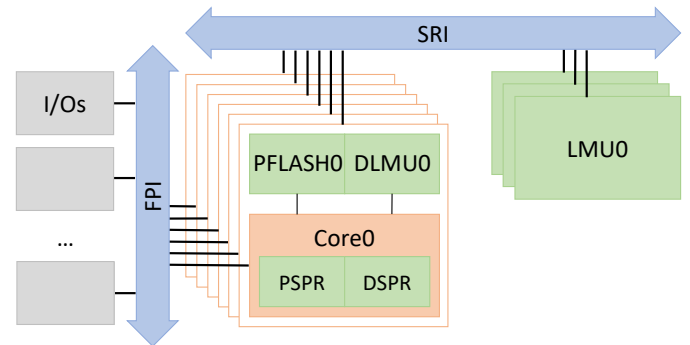 SRI
I/Os
FPI
...
PFLASH0 DLMU0
Core0
PSPR DSPR
LMU0